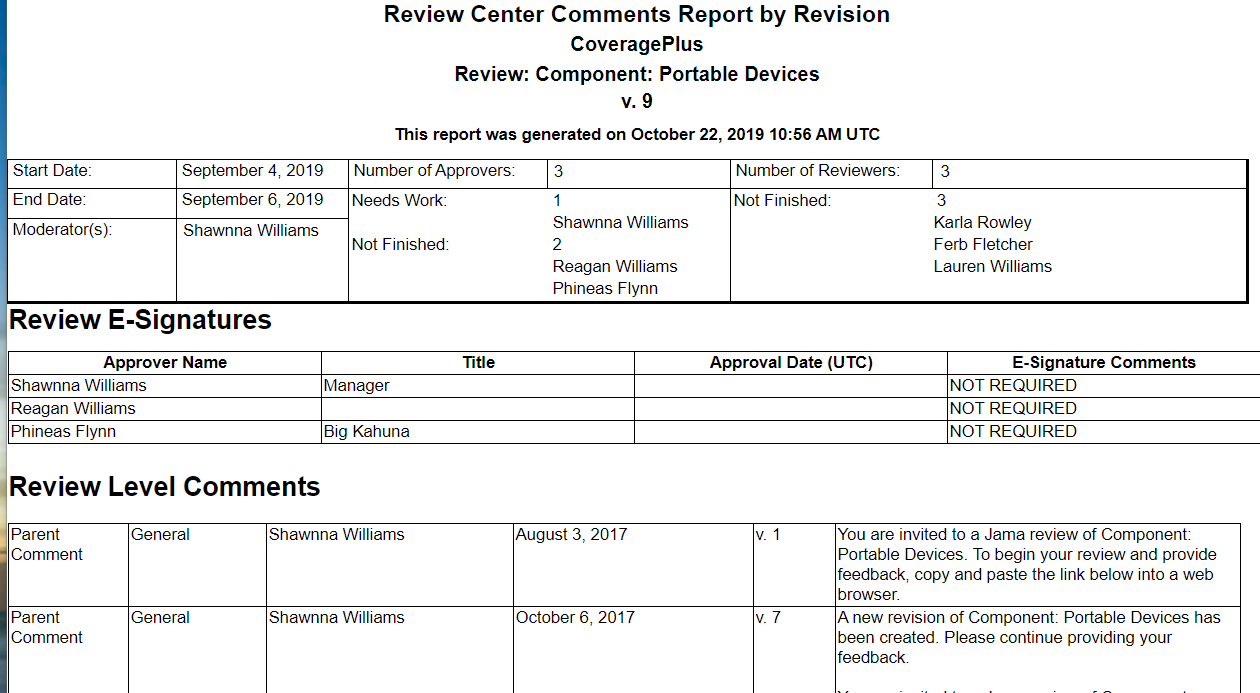 Review Center Comments Report by Revision
CoveragePlus
Review: Component: Portable Devices
v. 9
This report was generated on October 22, 2019 10:56 AM UTC
Start Date: September 4, 2019 Number of Approvers: 3 Number of Reviewers: 3
End Date: September 6, 2019 Needs Work: 1 Not Finished: 3
Shawnna Williams Karla Rowley
Moderator(s): Shawnna Williams
Not Finished: 2 Ferb Fletcher
Reagan Williams Lauren Williams
Phineas Flynn
Review E-Signatures
Approver Name Title Approval Date (UTC) E-Signature Comments
Shawnna Williams Manager NOT REQUIRED
Reagan Williams NOT REQUIRED
Phineas Flynn Big Kahuna NOT REQUIRED
Review Level Comments
Parent General Shawnna Williams August 3, 2017 v. 1 You are invited to a Jama review of Component:
Comment Portable Devices. To begin your review and provide
feedback, copy and paste the link below into a web
browser.
Parent General Shawnna Williams October 6, 2017 v. 7 A new revision of Component: Portable Devices has
Comment been created. Please continue providing your
feedback.